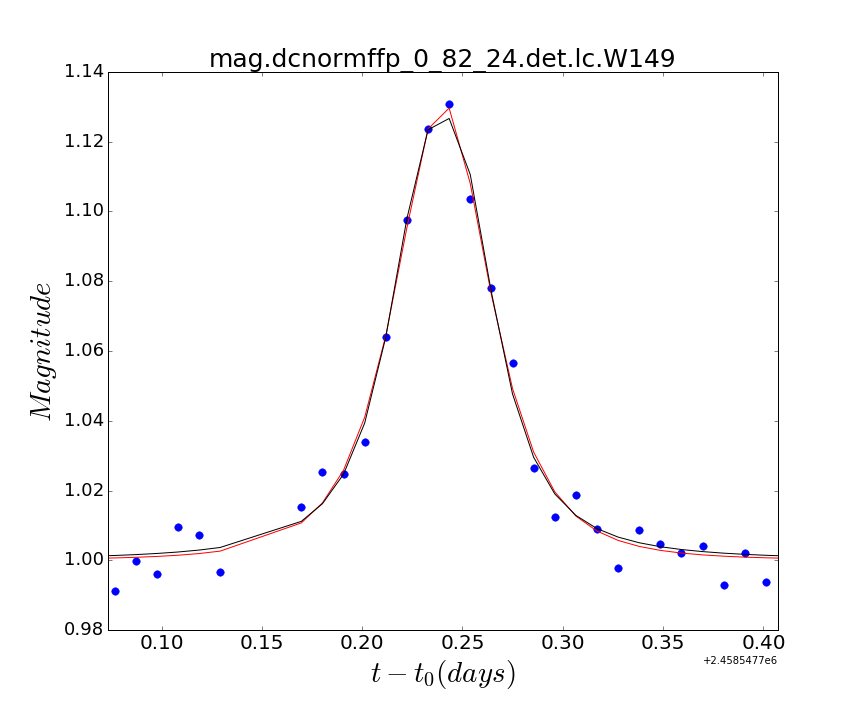 mag.dcnormffp_0_82_24.det.lc.W149
1.14
1.12
1.10
1.08
1.06
1.04
1.02
1.00
0.98
Magnitude
0.10 0.15 0.20 0.25 0.30 0.35 0.40
+2.4585477e6
t − t₀(days)